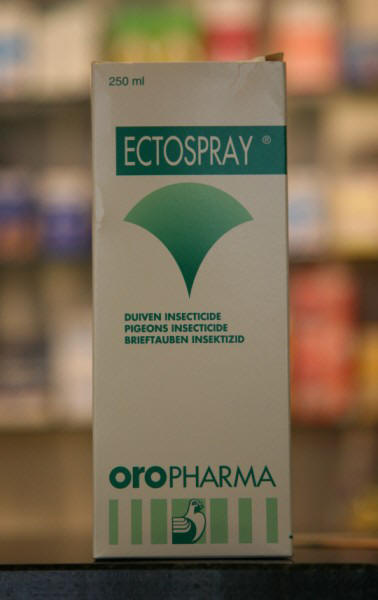 250 ml
ECTOSPRAY ®
DUIVEN INSECTICIDE
PIGEONS INSECTICIDE
BRIEFTAUBEN INSEKTIZID
oroPHARMA